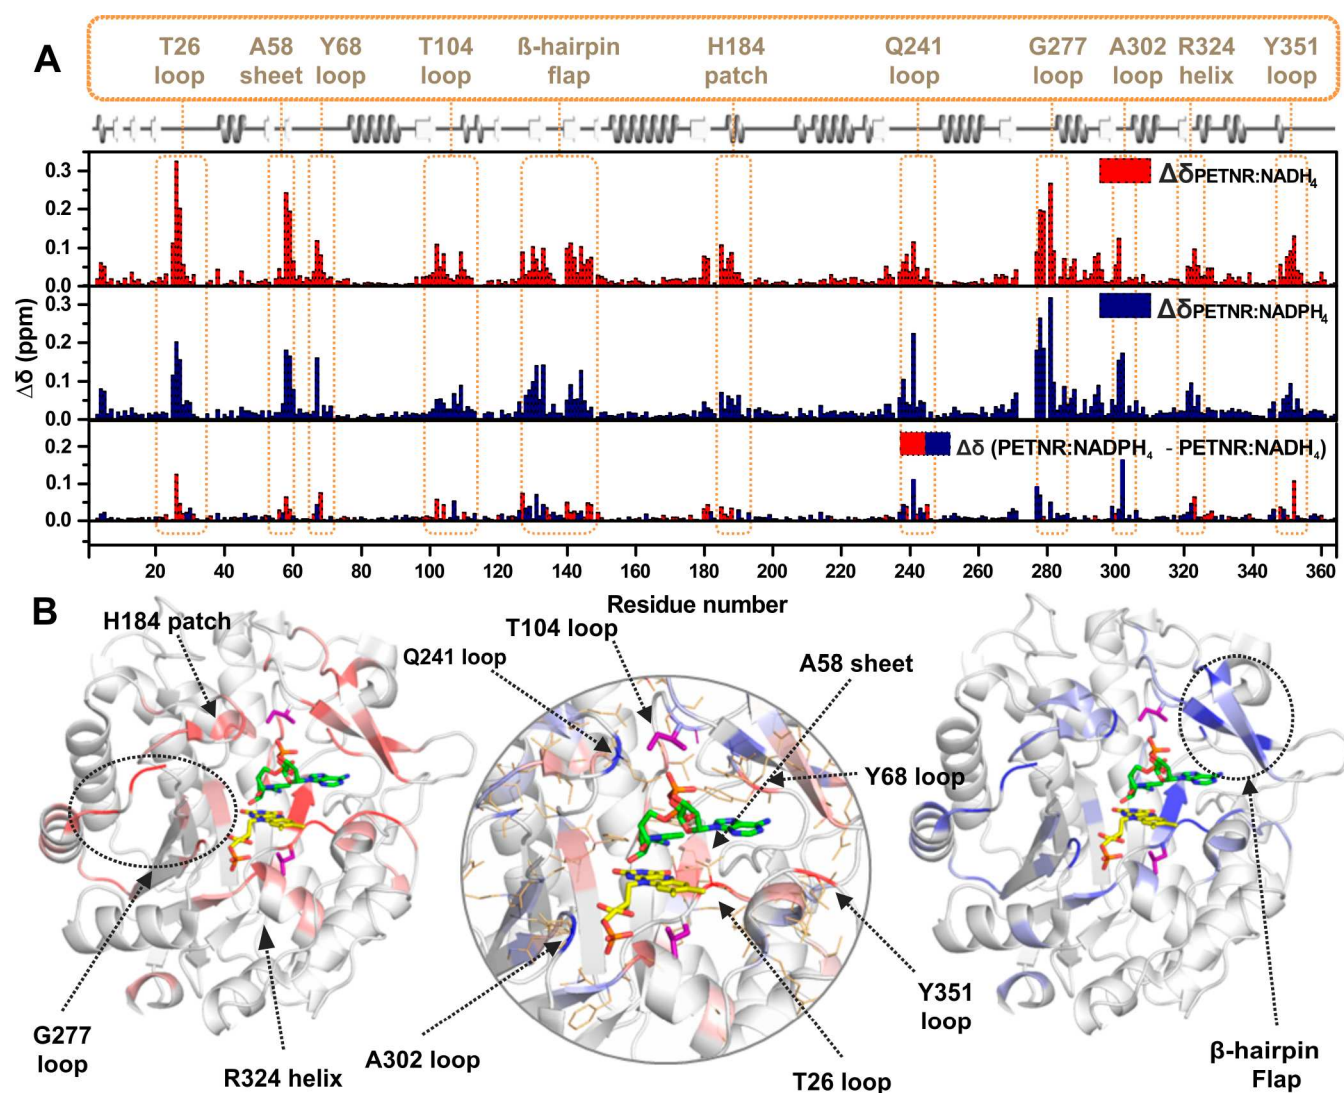 A
T26 loop
A58 sheet
Y68 loop
T104 loop
ß-hairpin flap
H184 patch
Q241 loop
G277 loop
A302 loop
R324 helix
Y351 loop
Δδ (ppm)
0.3
0.2
0.1
0.0
ΔδPETNR:NADH₄
0.3
0.2
0.1
0.0
ΔδPETNR:NADPH₄
0.2
0.1
0.0
Δδ (PETNR:NADPH₄ - PETNR:NADH₄)
20 40 60 80 100 120 140 160 180 200 220 240 260 280 300 320 340 360
Residue number
B
H184 patch
T104 loop
Q241 loop
A58 sheet
Y68 loop
G277 loop
R324 helix
A302 loop
T26 loop
Y351 loop
β-hairpin Flap